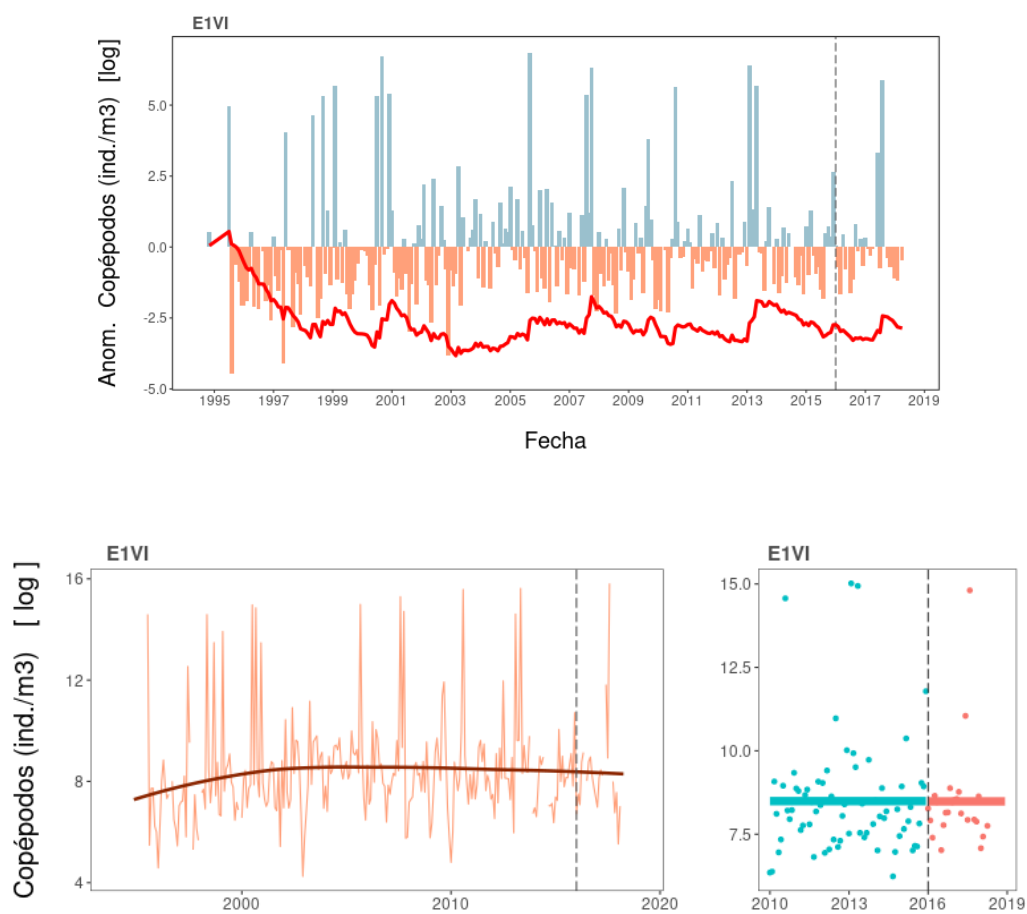 E1VI
Anom. Copépodos (ind./m3) [log]
5.0
2.5
0.0
-2.5
-5.0
1995 1997 1999 2001 2003 2005 2007 2009 2011 2013 2015 2017 2019
Fecha
E1VI
Copépodos (ind./m3) [ log ]
16
12
8
4
2000 2010 2020
E1VI
15.0
12.5
10.0
7.5
2010 2013 2016 2019